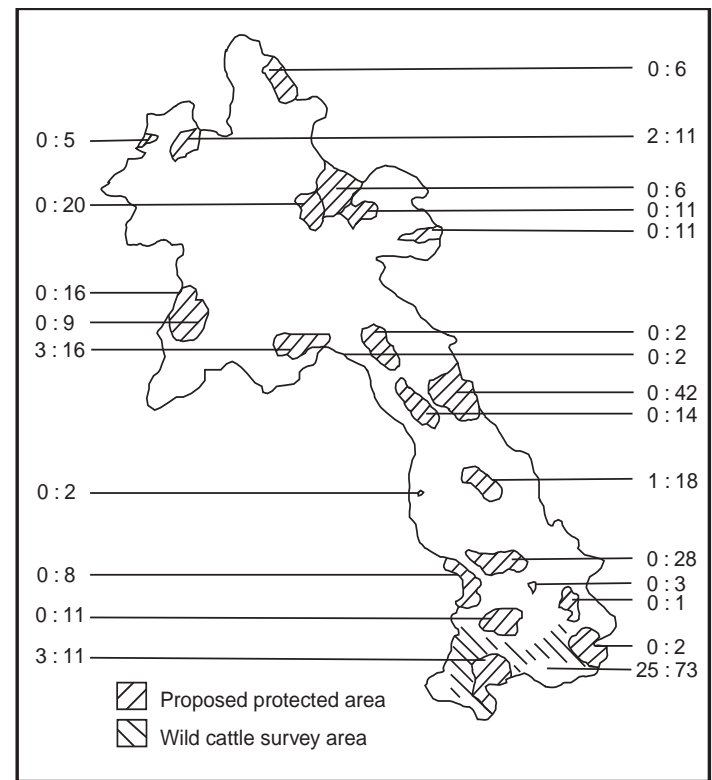 0 : 6
0 : 5
2 : 11
0 : 6
0 : 20
0 : 11
0 : 11
0 : 16
0 : 9
0 : 2
3 : 16
0 : 2
0 : 42
0 : 14
1 : 18
0 : 2
0 : 28
0 : 8
0 : 3
0 : 1
0 : 11
0 : 2
3 : 11
25 : 73
Proposed protected area
Wild cattle survey area